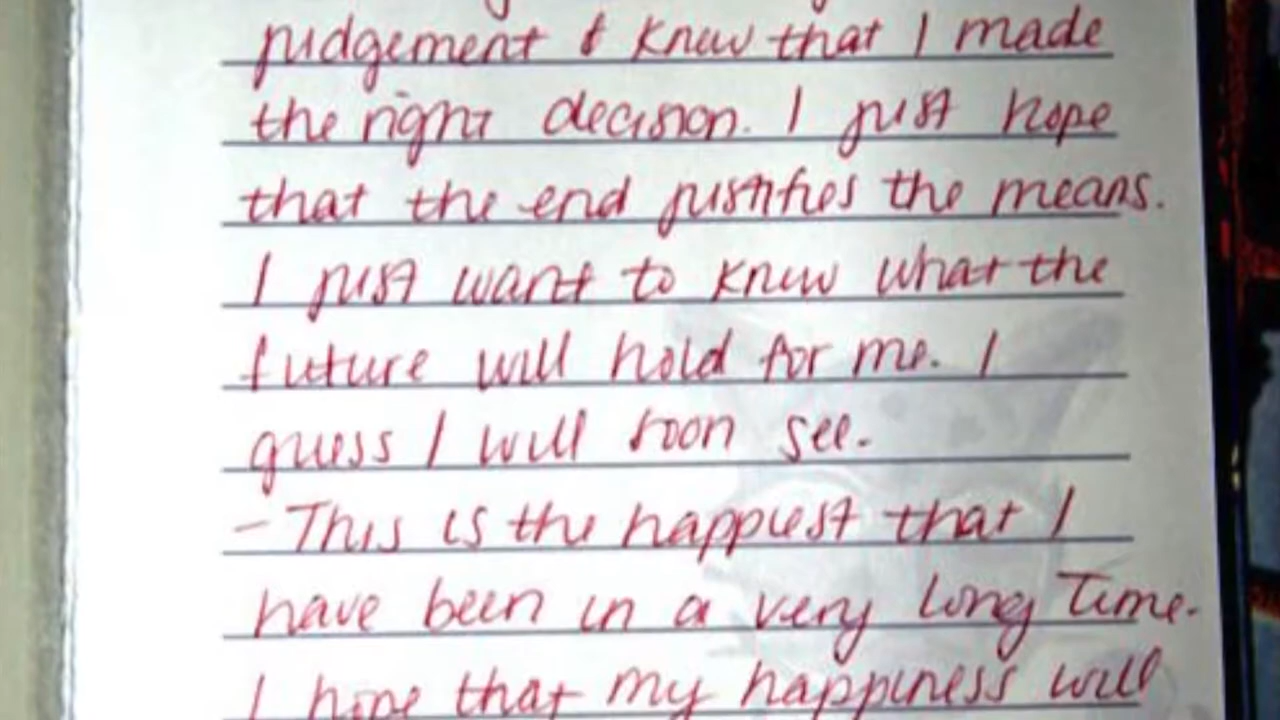 judgement & know that I made
the right decision. I just hope
that the end justifies the means.
I just want to know what the
future will hold for me. I
guess I will soon see.
- This is the happiest that I
have been in a very long time.
I hope that my happiness will